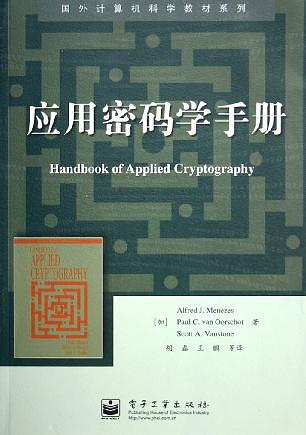 国外计算机科学教材系列
应用密码学手册
Handbook of Applied Cryptography
HANDBOOK of
APPLIED
CRYPTOGRAPHY
Alfred J. Menezes
[加] Paul C. van Oorschot 著
Scott A. Vanstone
胡磊 王鹏 等译
电子工业出版社
Publishing House of Electronics Industry